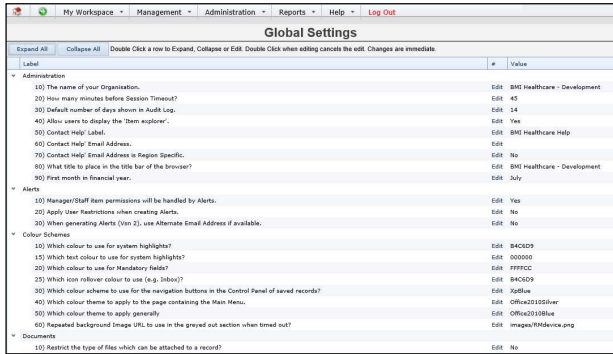 My Workspace Management Administration Reports Help Log Out
Global Settings
Expand All Collapse All Double Click a row to Expand, Collapse or Edit. Double Click when editing cancels the edit. Changes are immediate.
Label # Value
Administration
10) The name of your Organisation. Edit BMI Healthcare - Development
20) How many minutes before Session Timeout? Edit 45
30) Default number of days shown in Audit Log. Edit 14
40) Allow users to display the 'Item explorer'. Edit Yes
50) Contact Help' Label. Edit BMI Healthcare Help
60) Contact Help' Email Address. Edit
70) Contact Help' Email Address is Region Specific. Edit No
80) What title to place in the title bar of the browser? Edit BMI Healthcare - Development
90) First month in financial year. Edit July
Alerts
10) Manager/Staff item permissions will be handled by Alerts. Edit Yes
20) Apply User Restrictions when creating Alerts. Edit No
30) When generating Alerts (Vsn 2), use Alternate Email Address if available. Edit No
Colour Schemes
10) Which colour to use for system highlights? Edit B4C6D9
15) Which text colour to use for system highlights? Edit 000000
20) Which colour to use for Mandatory fields? Edit FFFFCC
25) Which icon rollover colour to use (e.g. Inbox)? Edit B4C6D9
30) Which colour scheme to use for the navigation buttons in the Control Panel of saved records? Edit XpBlue
40) Which colour theme to apply to the page containing the Main Menu. Edit Office2010Silver
50) Which colour theme to apply generally Edit Office2010Blue
60) Repeated background Image URL to use in the greyed out section when timed out? Edit images/RMdevice.png
Documents
10) Restrict the type of files which can be attached to a record? Edit No